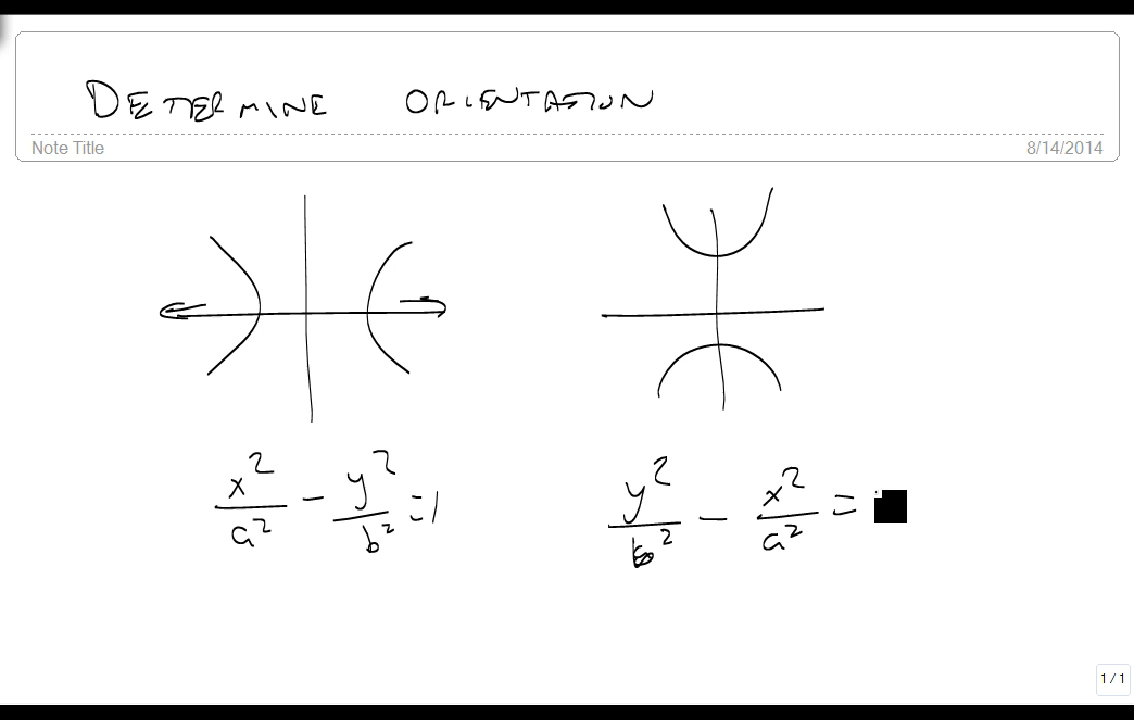 DETERMINE ORIENTATION
Note Title 8/14/2014
x²/a² - y²/b² = 1
y²/b² - x²/a² =
1/1